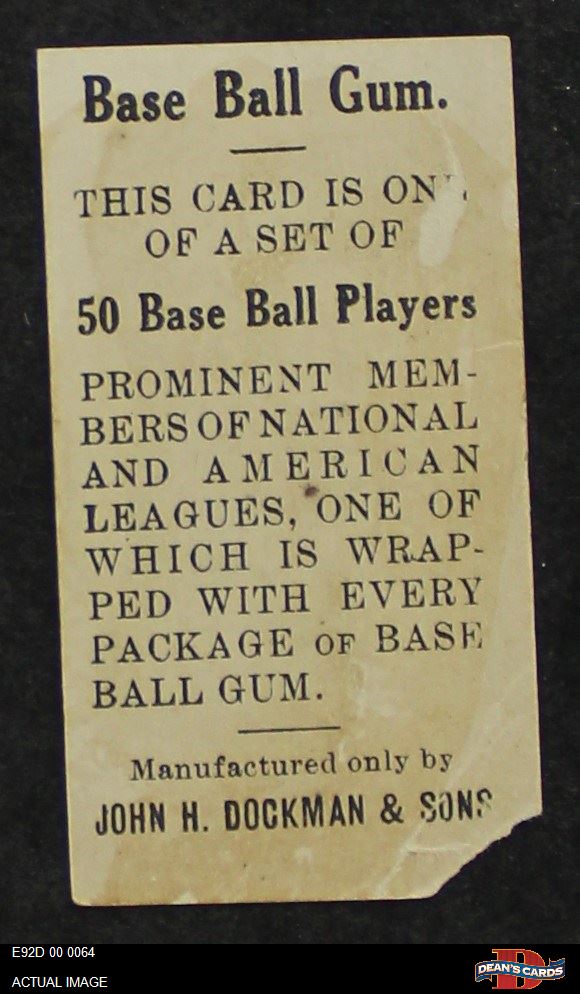 Base Ball Gum.
THIS CARD IS ONE
OF A SET OF
50 Base Ball Players
PROMINENT MEM-
BERS OF NATIONAL
AND AMERICAN
LEAGUES, ONE OF
WHICH IS WRAP-
PED WITH EVERY
PACKAGE OF BASE
BALL GUM.
Manufactured only by
JOHN H. DOCKMAN & SONS
E92D 00 0064
ACTUAL IMAGE
D
DEAN'S CARDS